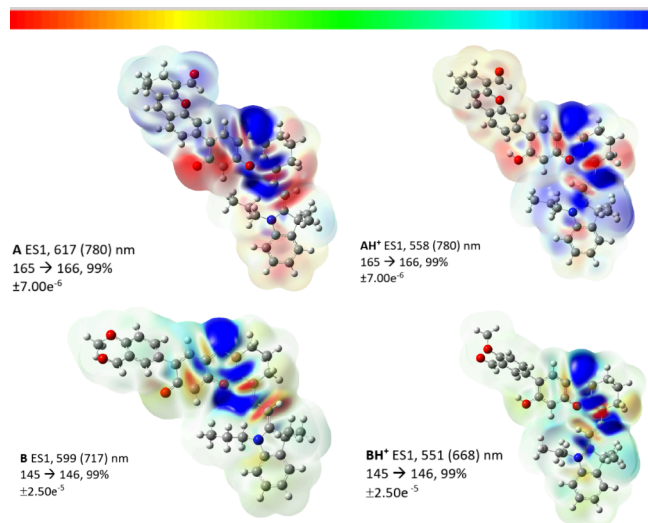 A ES1, 617 (780) nm
165 → 166, 99%
±7.00e⁻⁶
AH⁺ ES1, 558 (780) nm
165 → 166, 99%
±7.00e⁻⁶
B ES1, 599 (717) nm
145 → 146, 99%
±2.50e⁻⁵
BH⁺ ES1, 551 (668) nm
145 → 146, 99%
±2.50e⁻⁵